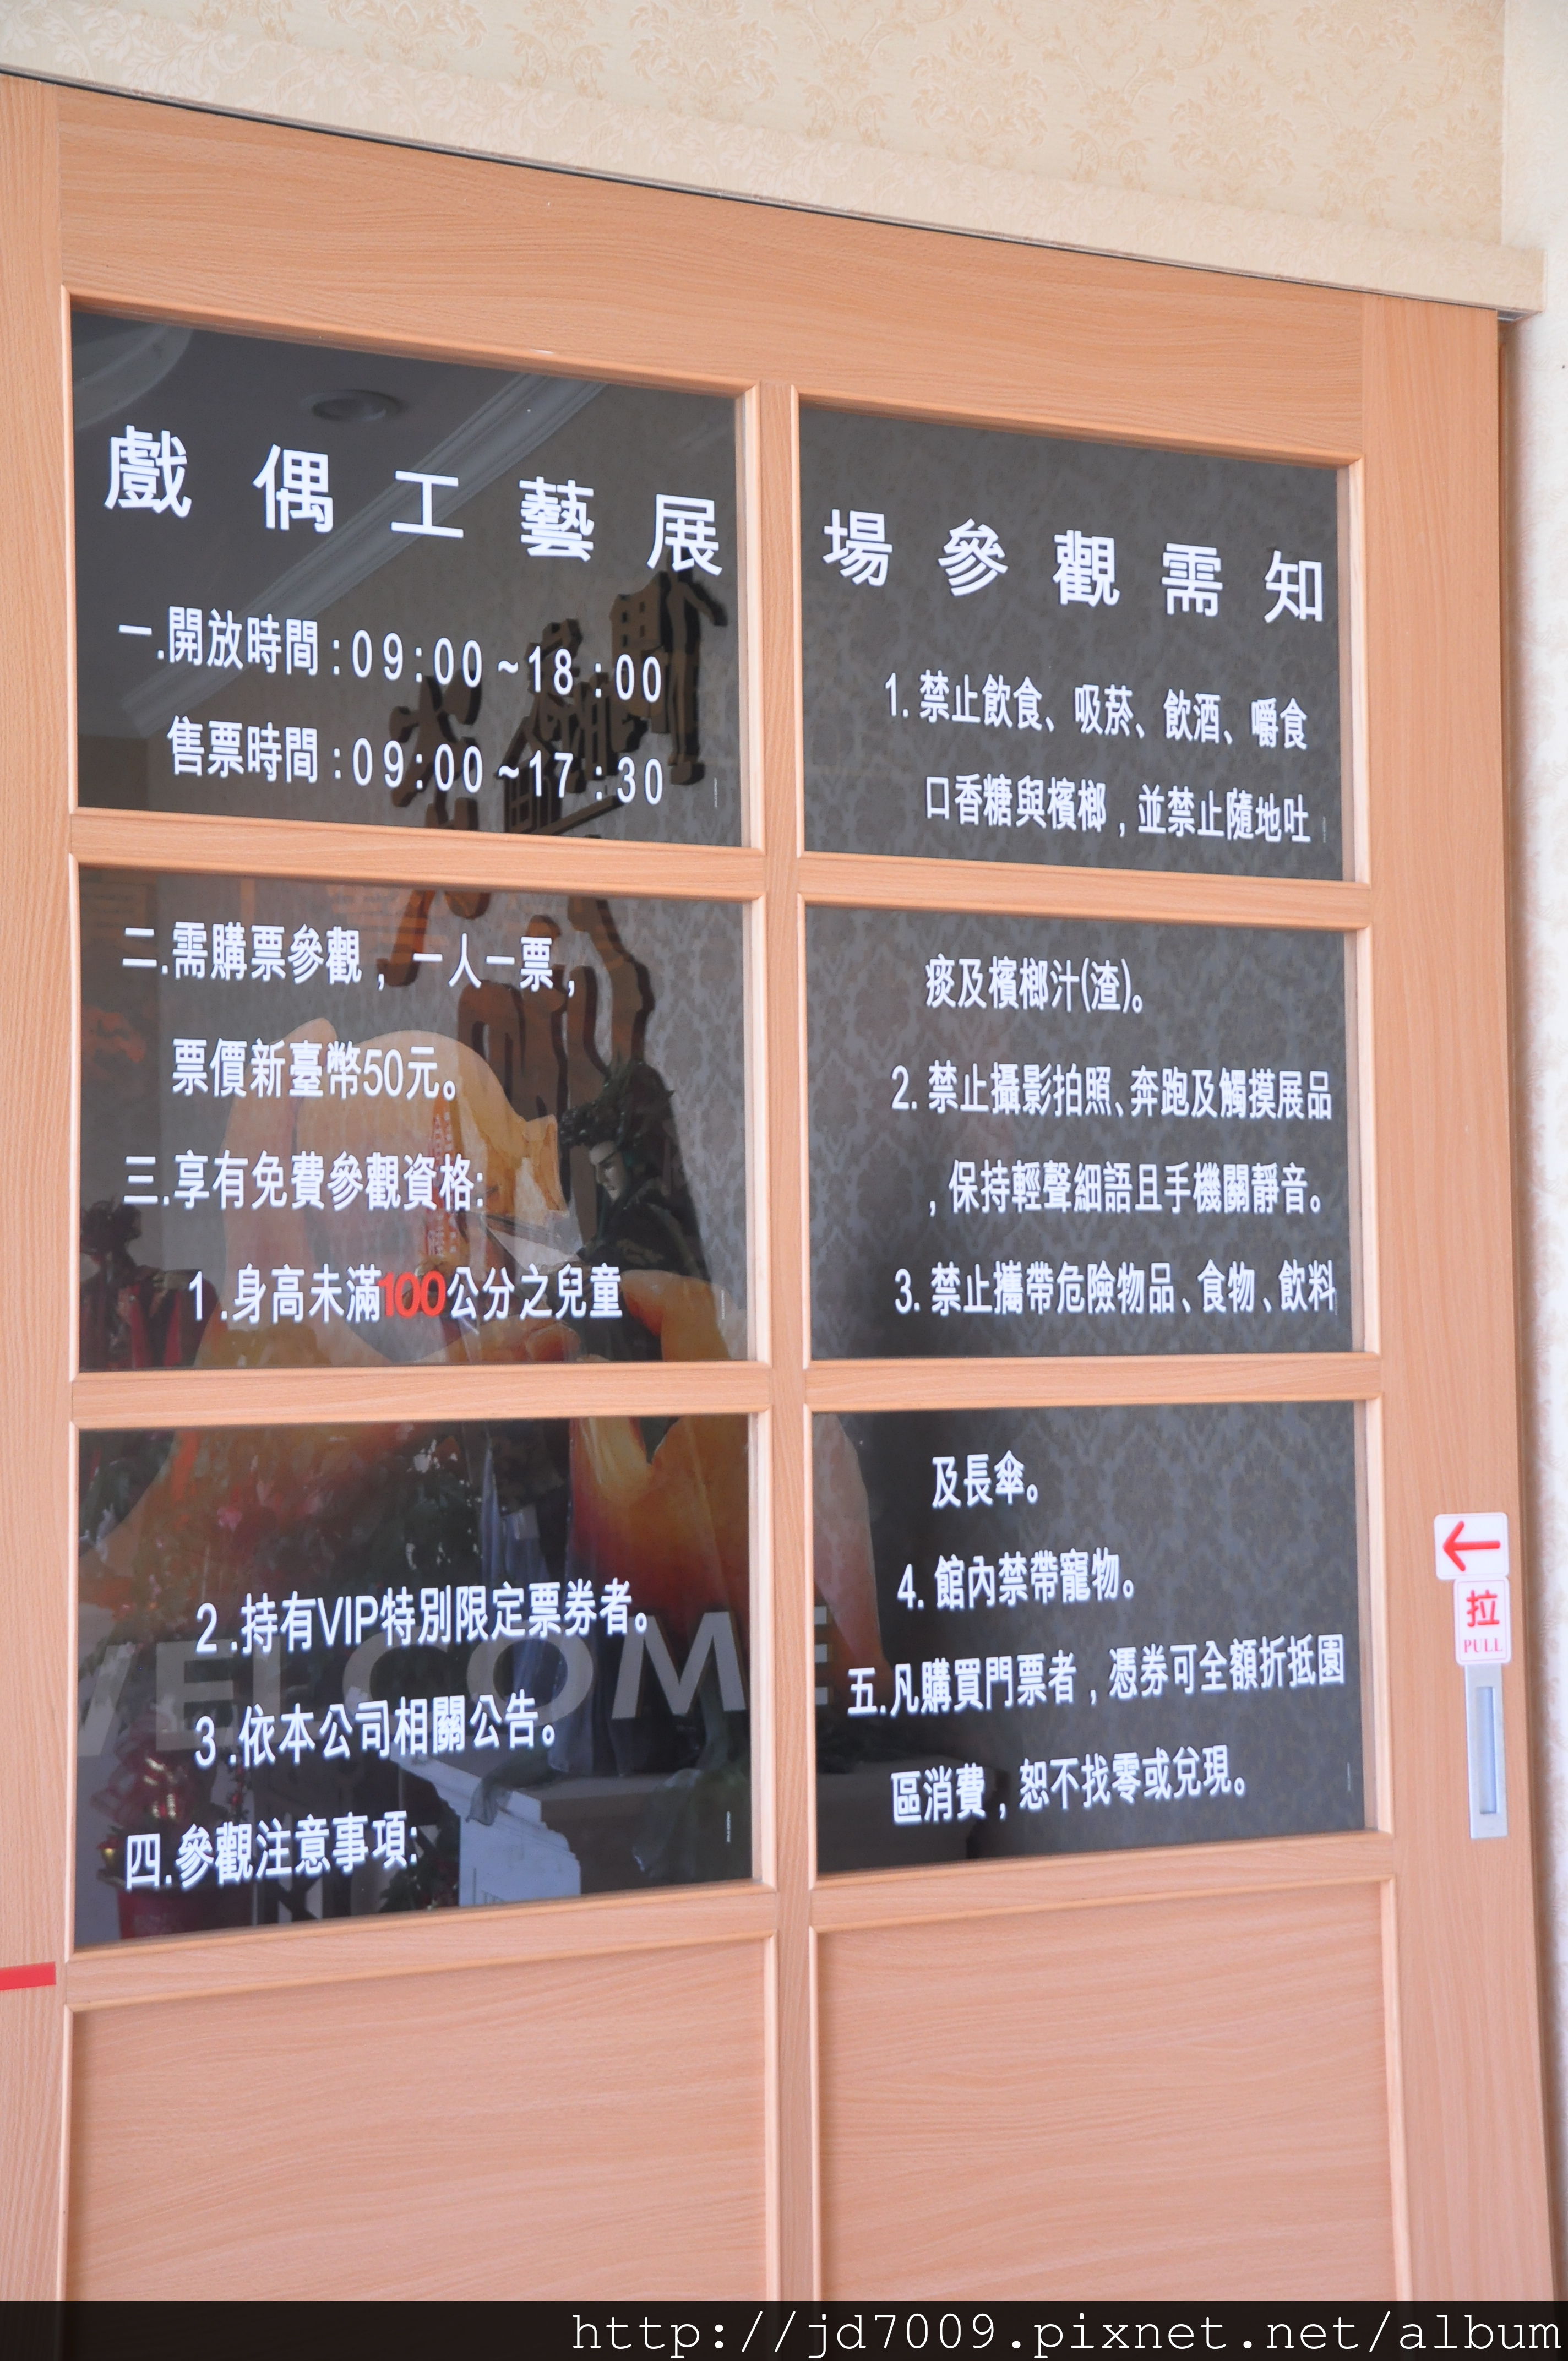 戲偶工藝展場參觀需知
一.開放時間:09:00~18:00
售票時間:09:00~17:30
二.需購票參觀,一人一票,
票價新臺幣50元。
三.享有免費參觀資格:
1.身高未滿100公分之兒童
2.持有VIP特別限定票券者。
3.依本公司相關公告。
四.參觀注意事項:
1.禁止飲食、吸菸、飲酒、嚼食
口香糖與檳榔,並禁止隨地吐
痰及檳榔汁(渣)。
2.禁止攝影拍照、奔跑及觸摸展品
,保持輕聲細語且手機關靜音。
3.禁止攜帶危險物品、食物、飲料
及長傘。
4.館內禁帶寵物。
五.凡購買門票者,憑券可全額折抵園
區消費,恕不找零或兌現。
WELCOME
拉
PULL
http://jd7009.pixnet.net/album